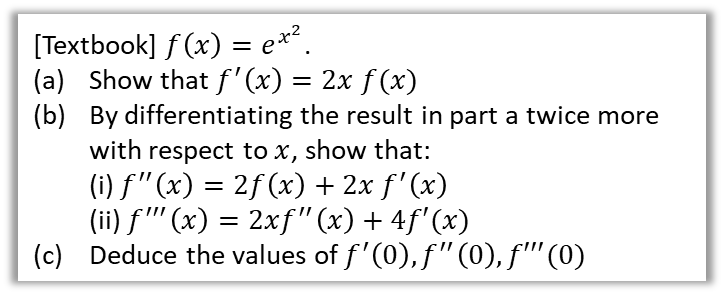 [Textbook] f(x) = e^{x^2}.
(a) Show that f'(x) = 2x f(x)
(b) By differentiating the result in part a twice more
with respect to x, show that:
(i) f''(x) = 2f(x) + 2x f'(x)
(ii) f'''(x) = 2xf''(x) + 4f'(x)
(c) Deduce the values of f'(0), f''(0), f'''(0)